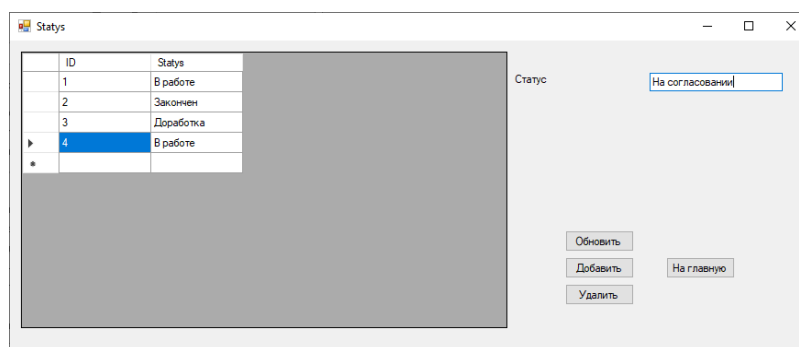 Statys
ID Statys
1 В работе
2 Закончен
3 Доработка
4 В работе
Статус На согласовании
Обновить
Добавить На главную
Удалить